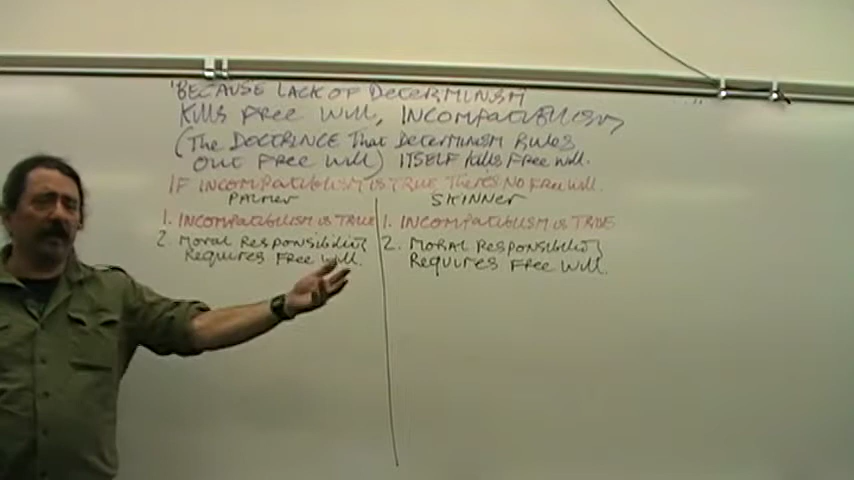 "BECAUSE LACK OF DETERMINISM
KILLS FREE WILL, INCOMPATIBILISM
(THE DOCTRINE THAT DETERMINISM RULES
OUT FREE WILL) ITSELF KILLS FREE WILL.
IF INCOMPATIBILISM IS TRUE THERE'S NO FREE WILL.
PALMER
1. INCOMPATIBILISM IS TRUE
2. MORAL RESPONSIBILITY
REQUIRES FREE WILL.
SKINNER
1. INCOMPATIBILISM IS TRUE
2. MORAL RESPONSIBILITY
REQUIRES FREE WILL.